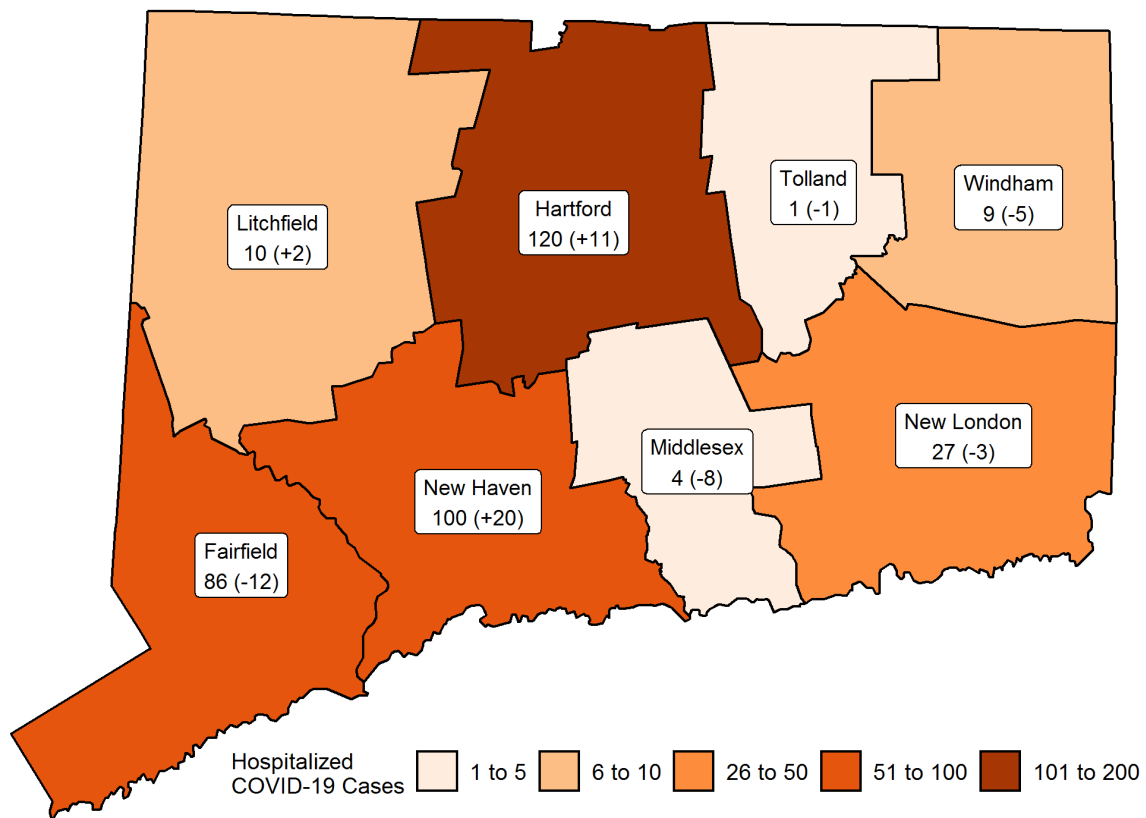 Tolland
1 (-1)
Windham
9 (-5)
Hartford
120 (+11)
Litchfield
10 (+2)
New London
27 (-3)
Middlesex
4 (-8)
New Haven
100 (+20)
Fairfield
86 (-12)
Hospitalized
COVID-19 Cases
1 to 5
6 to 10
26 to 50
51 to 100
101 to 200